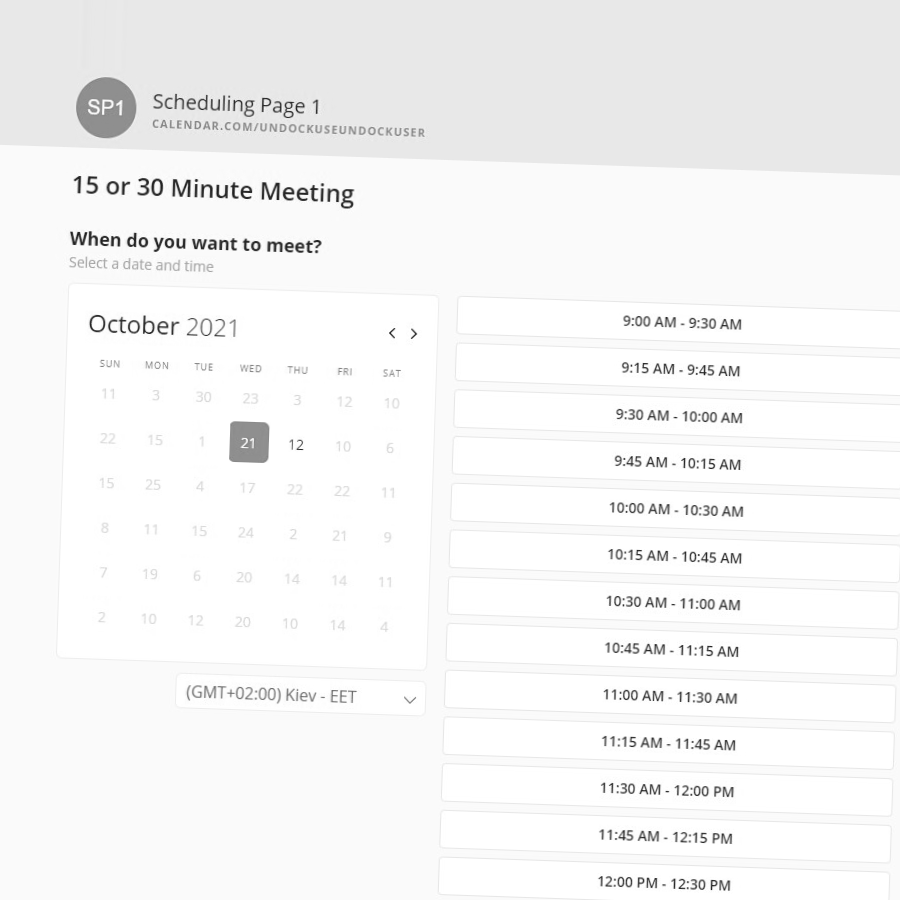 SP1
Scheduling Page 1
CALENDAR.COM/UNDOCKUSEUNDOCKUSER
15 or 30 Minute Meeting
When do you want to meet?
Select a date and time
October 2021
SUN MON TUE WED THU FRI SAT
11 3 30 23 3 12 10
22 15 1 21 12 10 6
15 25 4 17 22 22 11
8 11 15 24 2 21 9
7 19 6 20 14 14 11
2 10 12 20 10 14 4
(GMT+02:00) Kiev - EET
9:00 AM - 9:30 AM
9:15 AM - 9:45 AM
9:30 AM - 10:00 AM
9:45 AM - 10:15 AM
10:00 AM - 10:30 AM
10:15 AM - 10:45 AM
10:30 AM - 11:00 AM
10:45 AM - 11:15 AM
11:00 AM - 11:30 AM
11:15 AM - 11:45 AM
11:30 AM - 12:00 PM
11:45 AM - 12:15 PM
12:00 PM - 12:30 PM